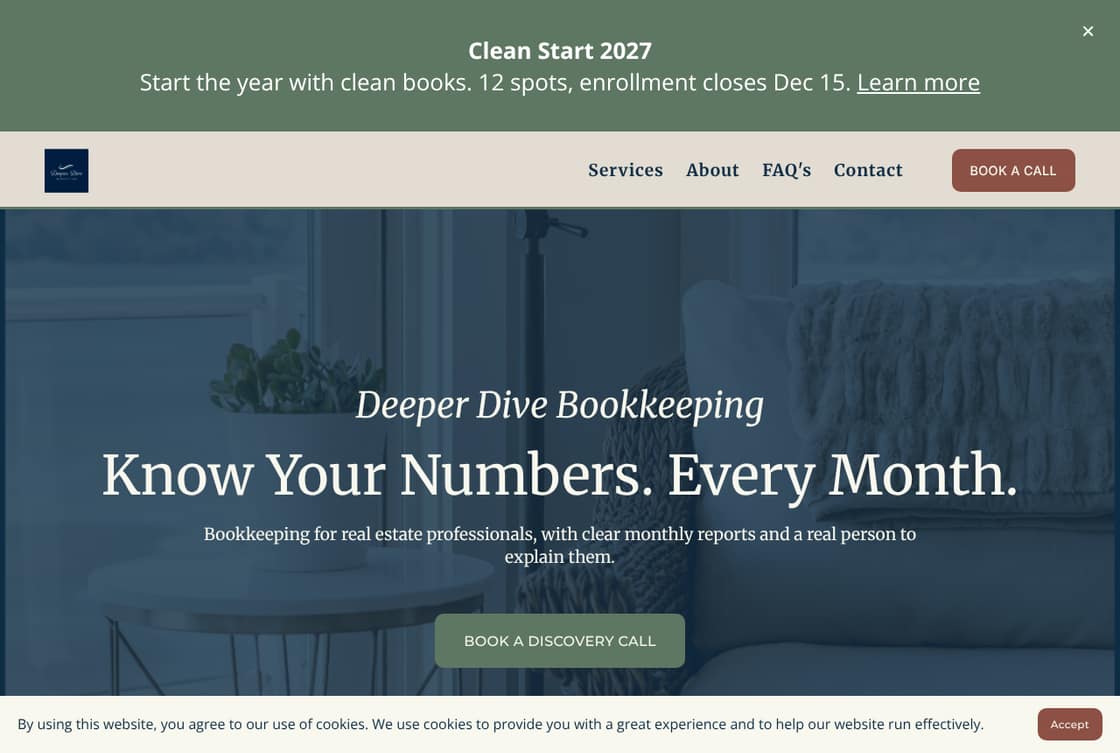 Clean Start 2027
Start the year with clean books. 12 spots, enrollment closes Dec 15. Learn more
Deeper Dive
Services About FAQ's Contact BOOK A CALL
Deeper Dive Bookkeeping
Know Your Numbers. Every Month.
Bookkeeping for real estate professionals, with clear monthly reports and a real person to
explain them.
BOOK A DISCOVERY CALL
By using this website, you agree to our use of cookies. We use cookies to provide you with a great experience and to help our website run effectively.
Accept